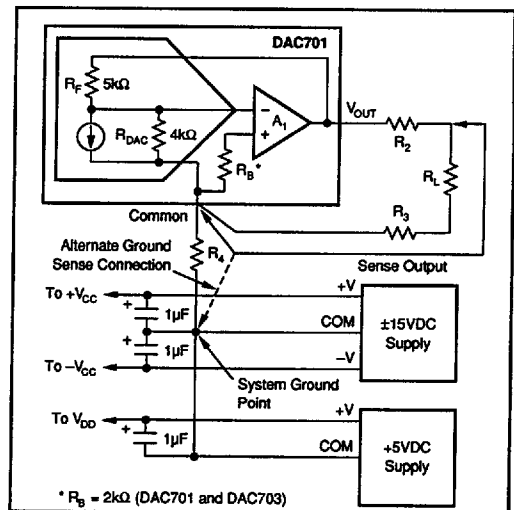 DAC701
R_F 5kΩ
R_DAC 4kΩ
A_1
R_B*
V_OUT
R_2
R_L
R_3
Common
R_4
Alternate Ground
Sense Connection
Sense Output
To +V_CC
+ 1μF
+ 1μF
To –V_CC
+V
COM
–V
±15VDC
Supply
System Ground
Point
To V_DD
+ 1μF
+V
COM
+5VDC
Supply
* R_B = 2kΩ (DAC701 and DAC703)